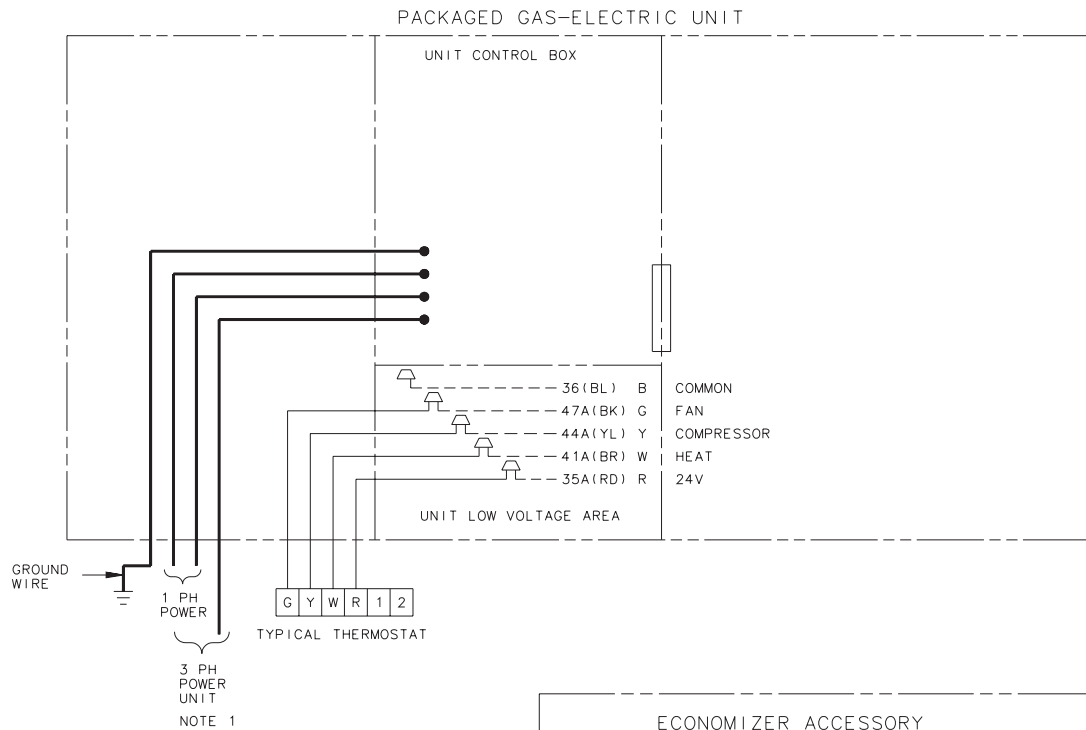 PACKAGED GAS-ELECTRIC UNIT
UNIT CONTROL BOX
36(BL) B COMMON
47A(BK) G FAN
44A(YL) Y COMPRESSOR
41A(BR) W HEAT
35A(RD) R 24V
UNIT LOW VOLTAGE AREA
GROUND
WIRE
1 PH
POWER
G Y W R 1 2
TYPICAL THERMOSTAT
3 PH
POWER
UNIT
NOTE 1
ECONOMIZER ACCESSORY